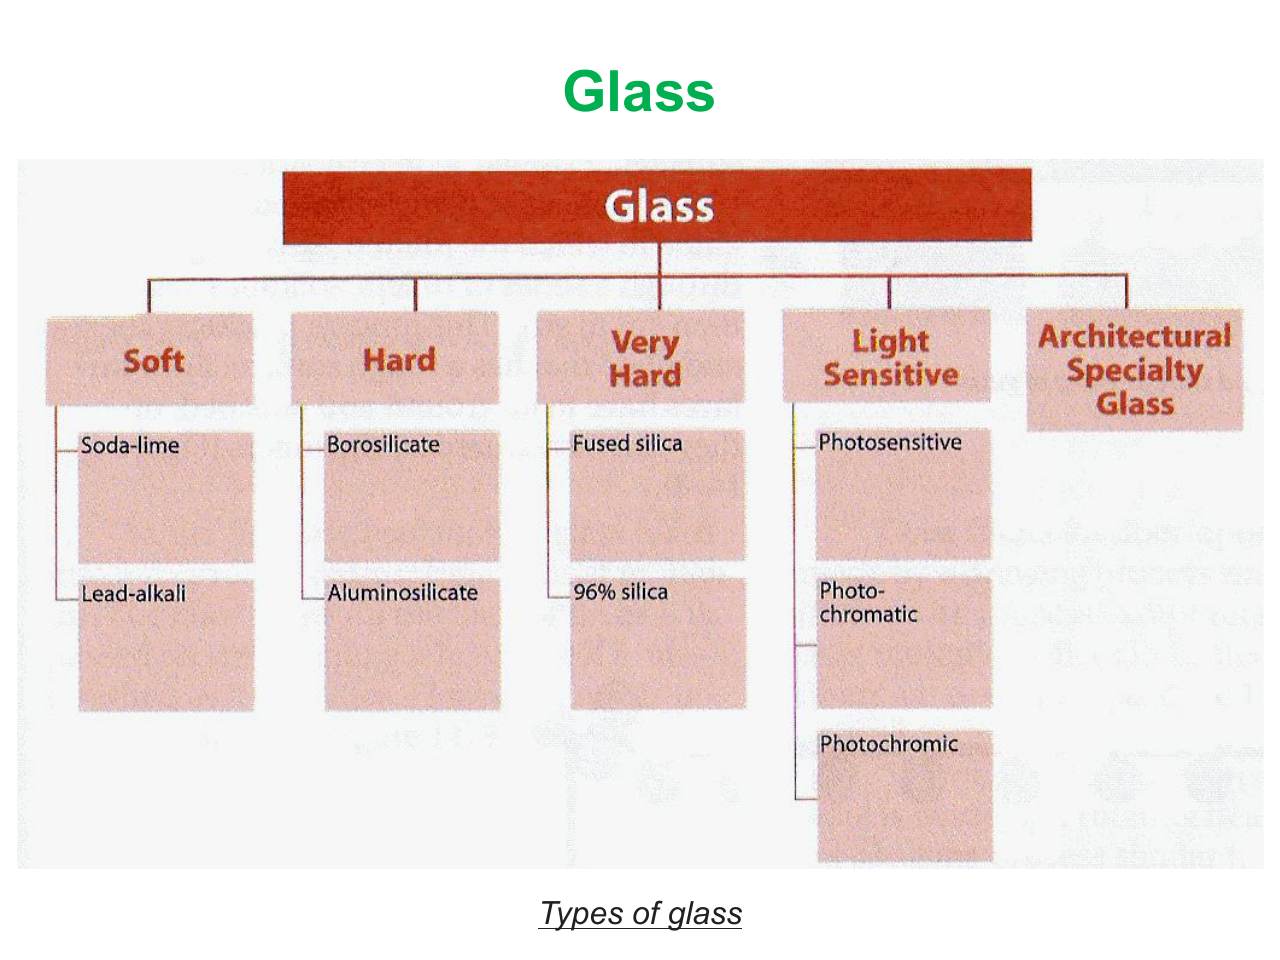 Glass
Glass
Soft
Hard
Very
Hard
Light
Sensitive
Architectural
Specialty
Glass
Soda-lime
Lead-alkali
Borosilicate
Aluminosilicate
Fused silica
96% silica
Photosensitive
Photo-
chromatic
Photochromic
Types of glass